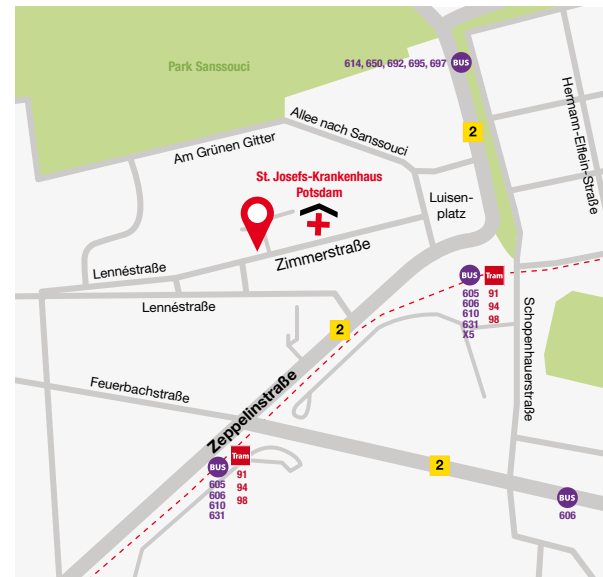 BUS
614, 650, 692, 695, 697
Park Sanssouci
Hermann-Elflein-Straße
2
Allee nach Sanssouci
Am Grünen Gitter
St. Josefs-Krankenhaus
Potsdam
Luisen-
platz
Zimmerstraße
Lennéstraße
BUS
Tram
605
606
610
631
X5
91
94
98
Lennéstraße
Schopenhauerstraße
2
Feuerbachstraße
Zeppelinstraße
BUS
Tram
605
606
610
631
91
94
98
2
BUS
606